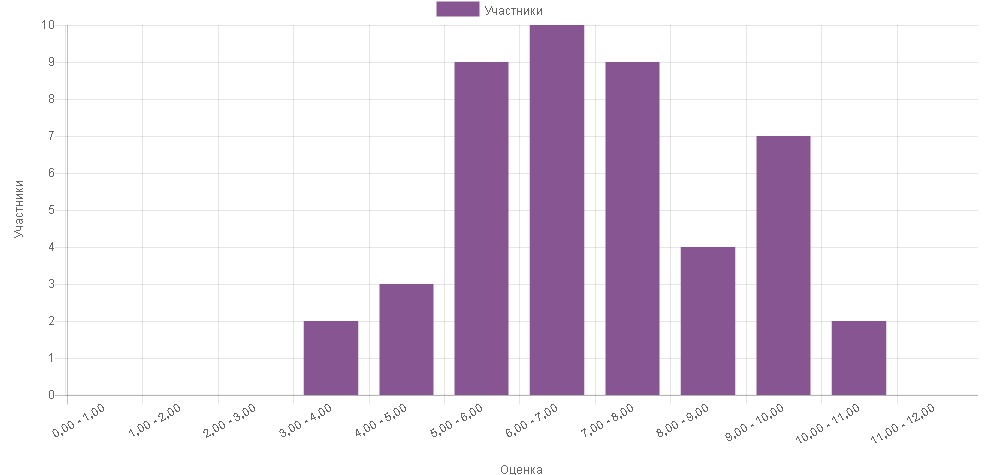 Участники
10
9
8
7
6
5
4
3
2
1
0
Участники
0,00 - 1,00
1,00 - 2,00
2,00 - 3,00
3,00 - 4,00
4,00 - 5,00
5,00 - 6,00
6,00 - 7,00
7,00 - 8,00
8,00 - 9,00
9,00 - 10,00
10,00 - 11,00
11,00 - 12,00
Оценка